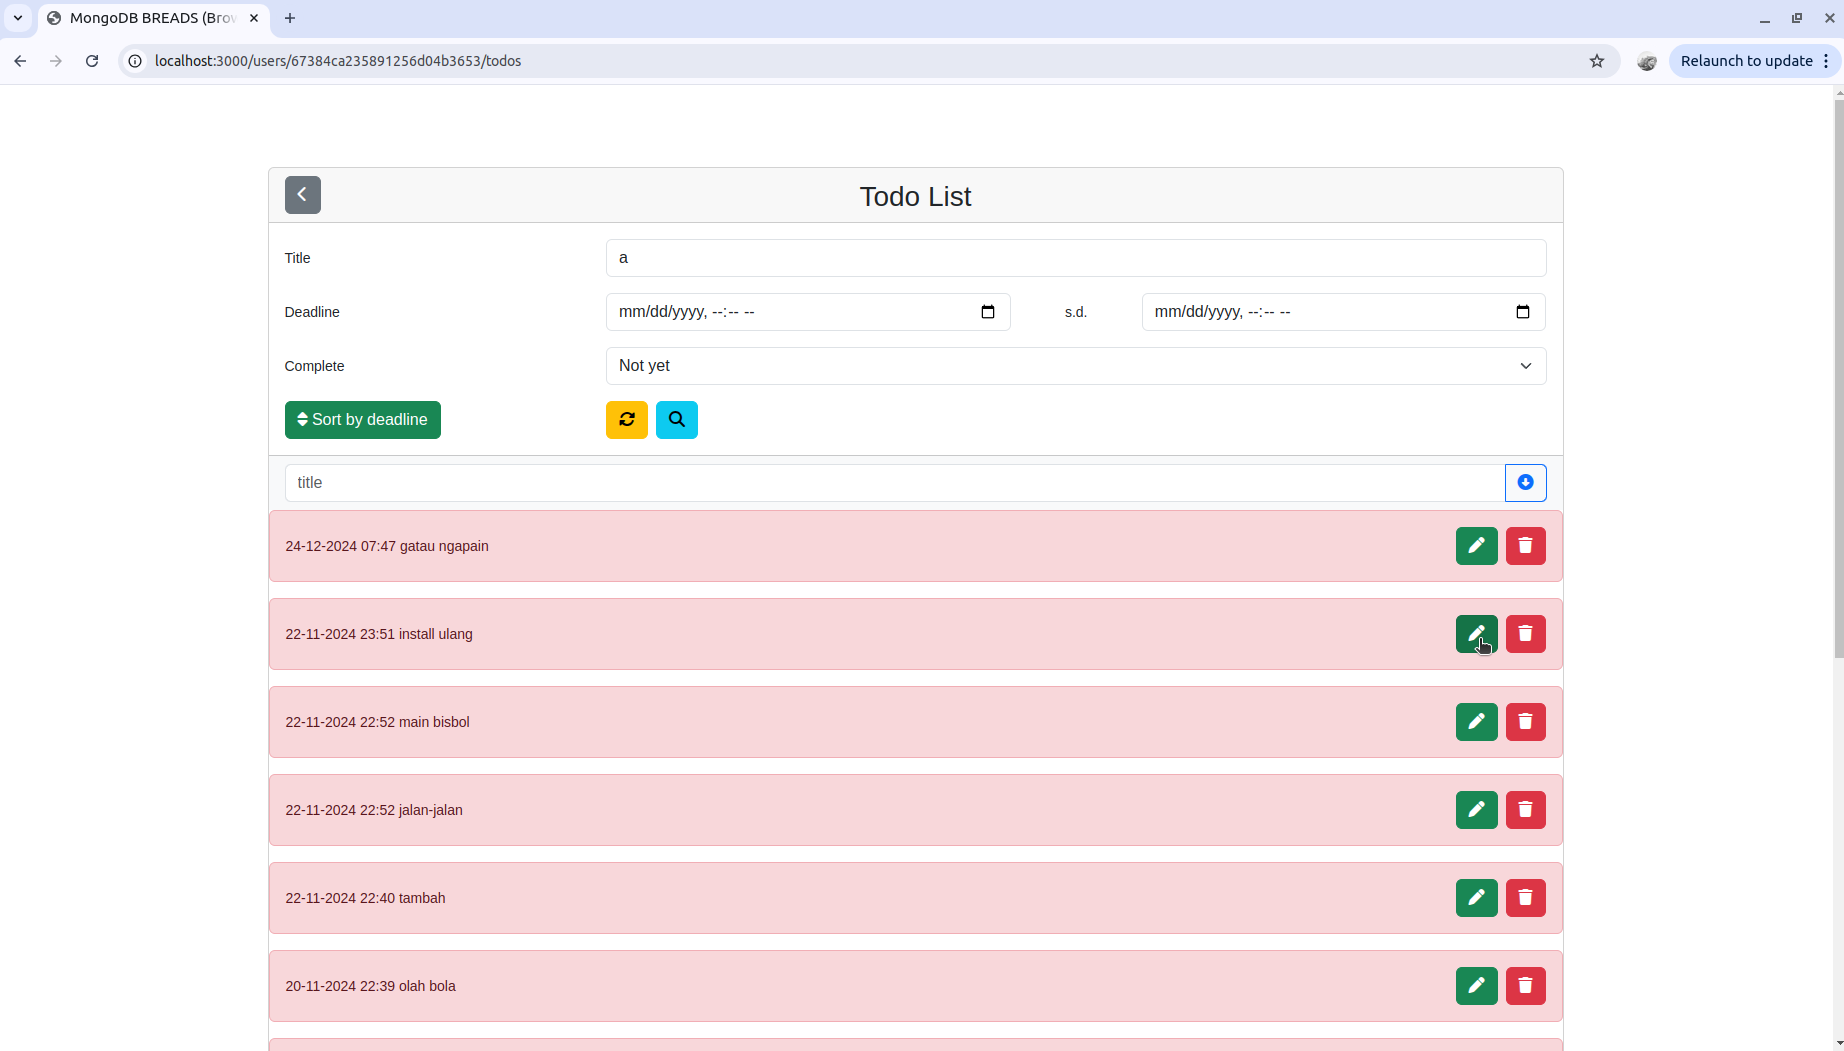 MongoDB BREADS (Brow
localhost:3000/users/67384ca235891256d04b3653/todos
Relaunch to update
Todo List
Title
a
Deadline
mm/dd/yyyy, --:-- --
s.d.
mm/dd/yyyy, --:-- --
Complete
Not yet
Sort by deadline
title
24-12-2024 07:47 gatau ngapain
22-11-2024 23:51 install ulang
22-11-2024 22:52 main bisbol
22-11-2024 22:52 jalan-jalan
22-11-2024 22:40 tambah
20-11-2024 22:39 olah bola